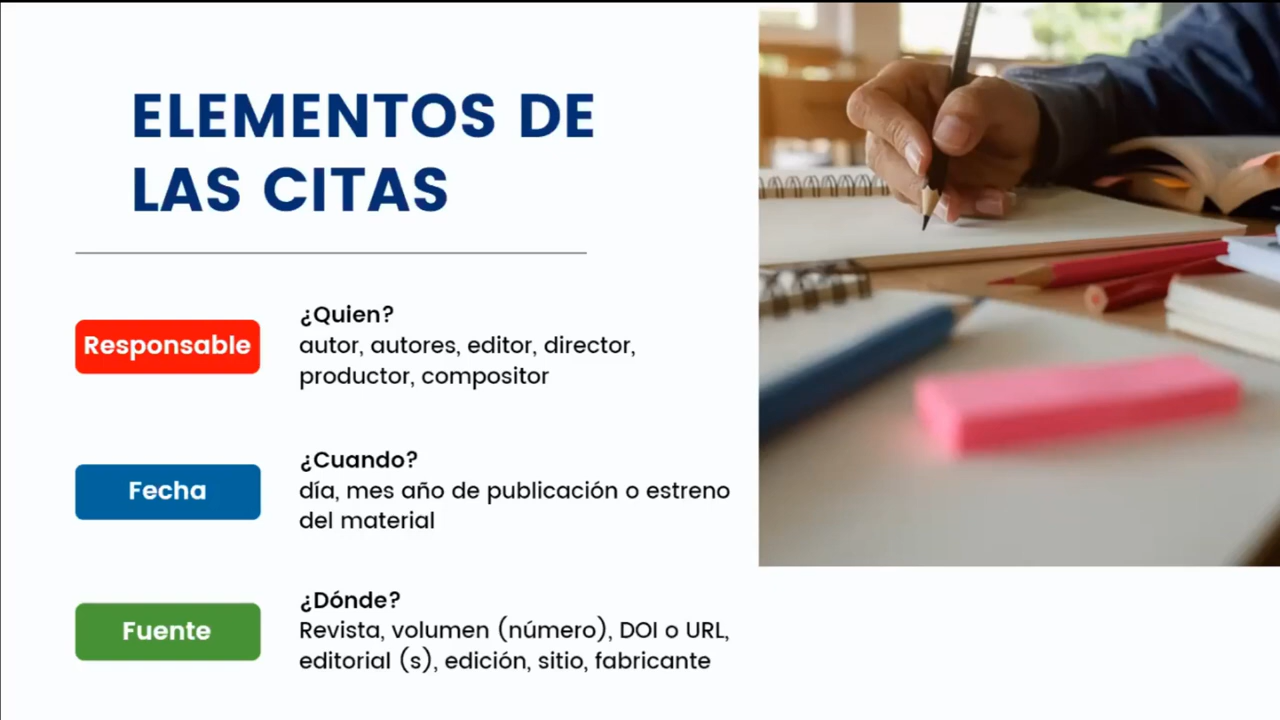 ELEMENTOS DE
LAS CITAS
Responsable
¿Quien?
autor, autores, editor, director,
productor, compositor
Fecha
¿Cuando?
día, mes año de publicación o estreno
del material
Fuente
¿Dónde?
Revista, volumen (número), DOI o URL,
editorial (s), edición, sitio, fabricante